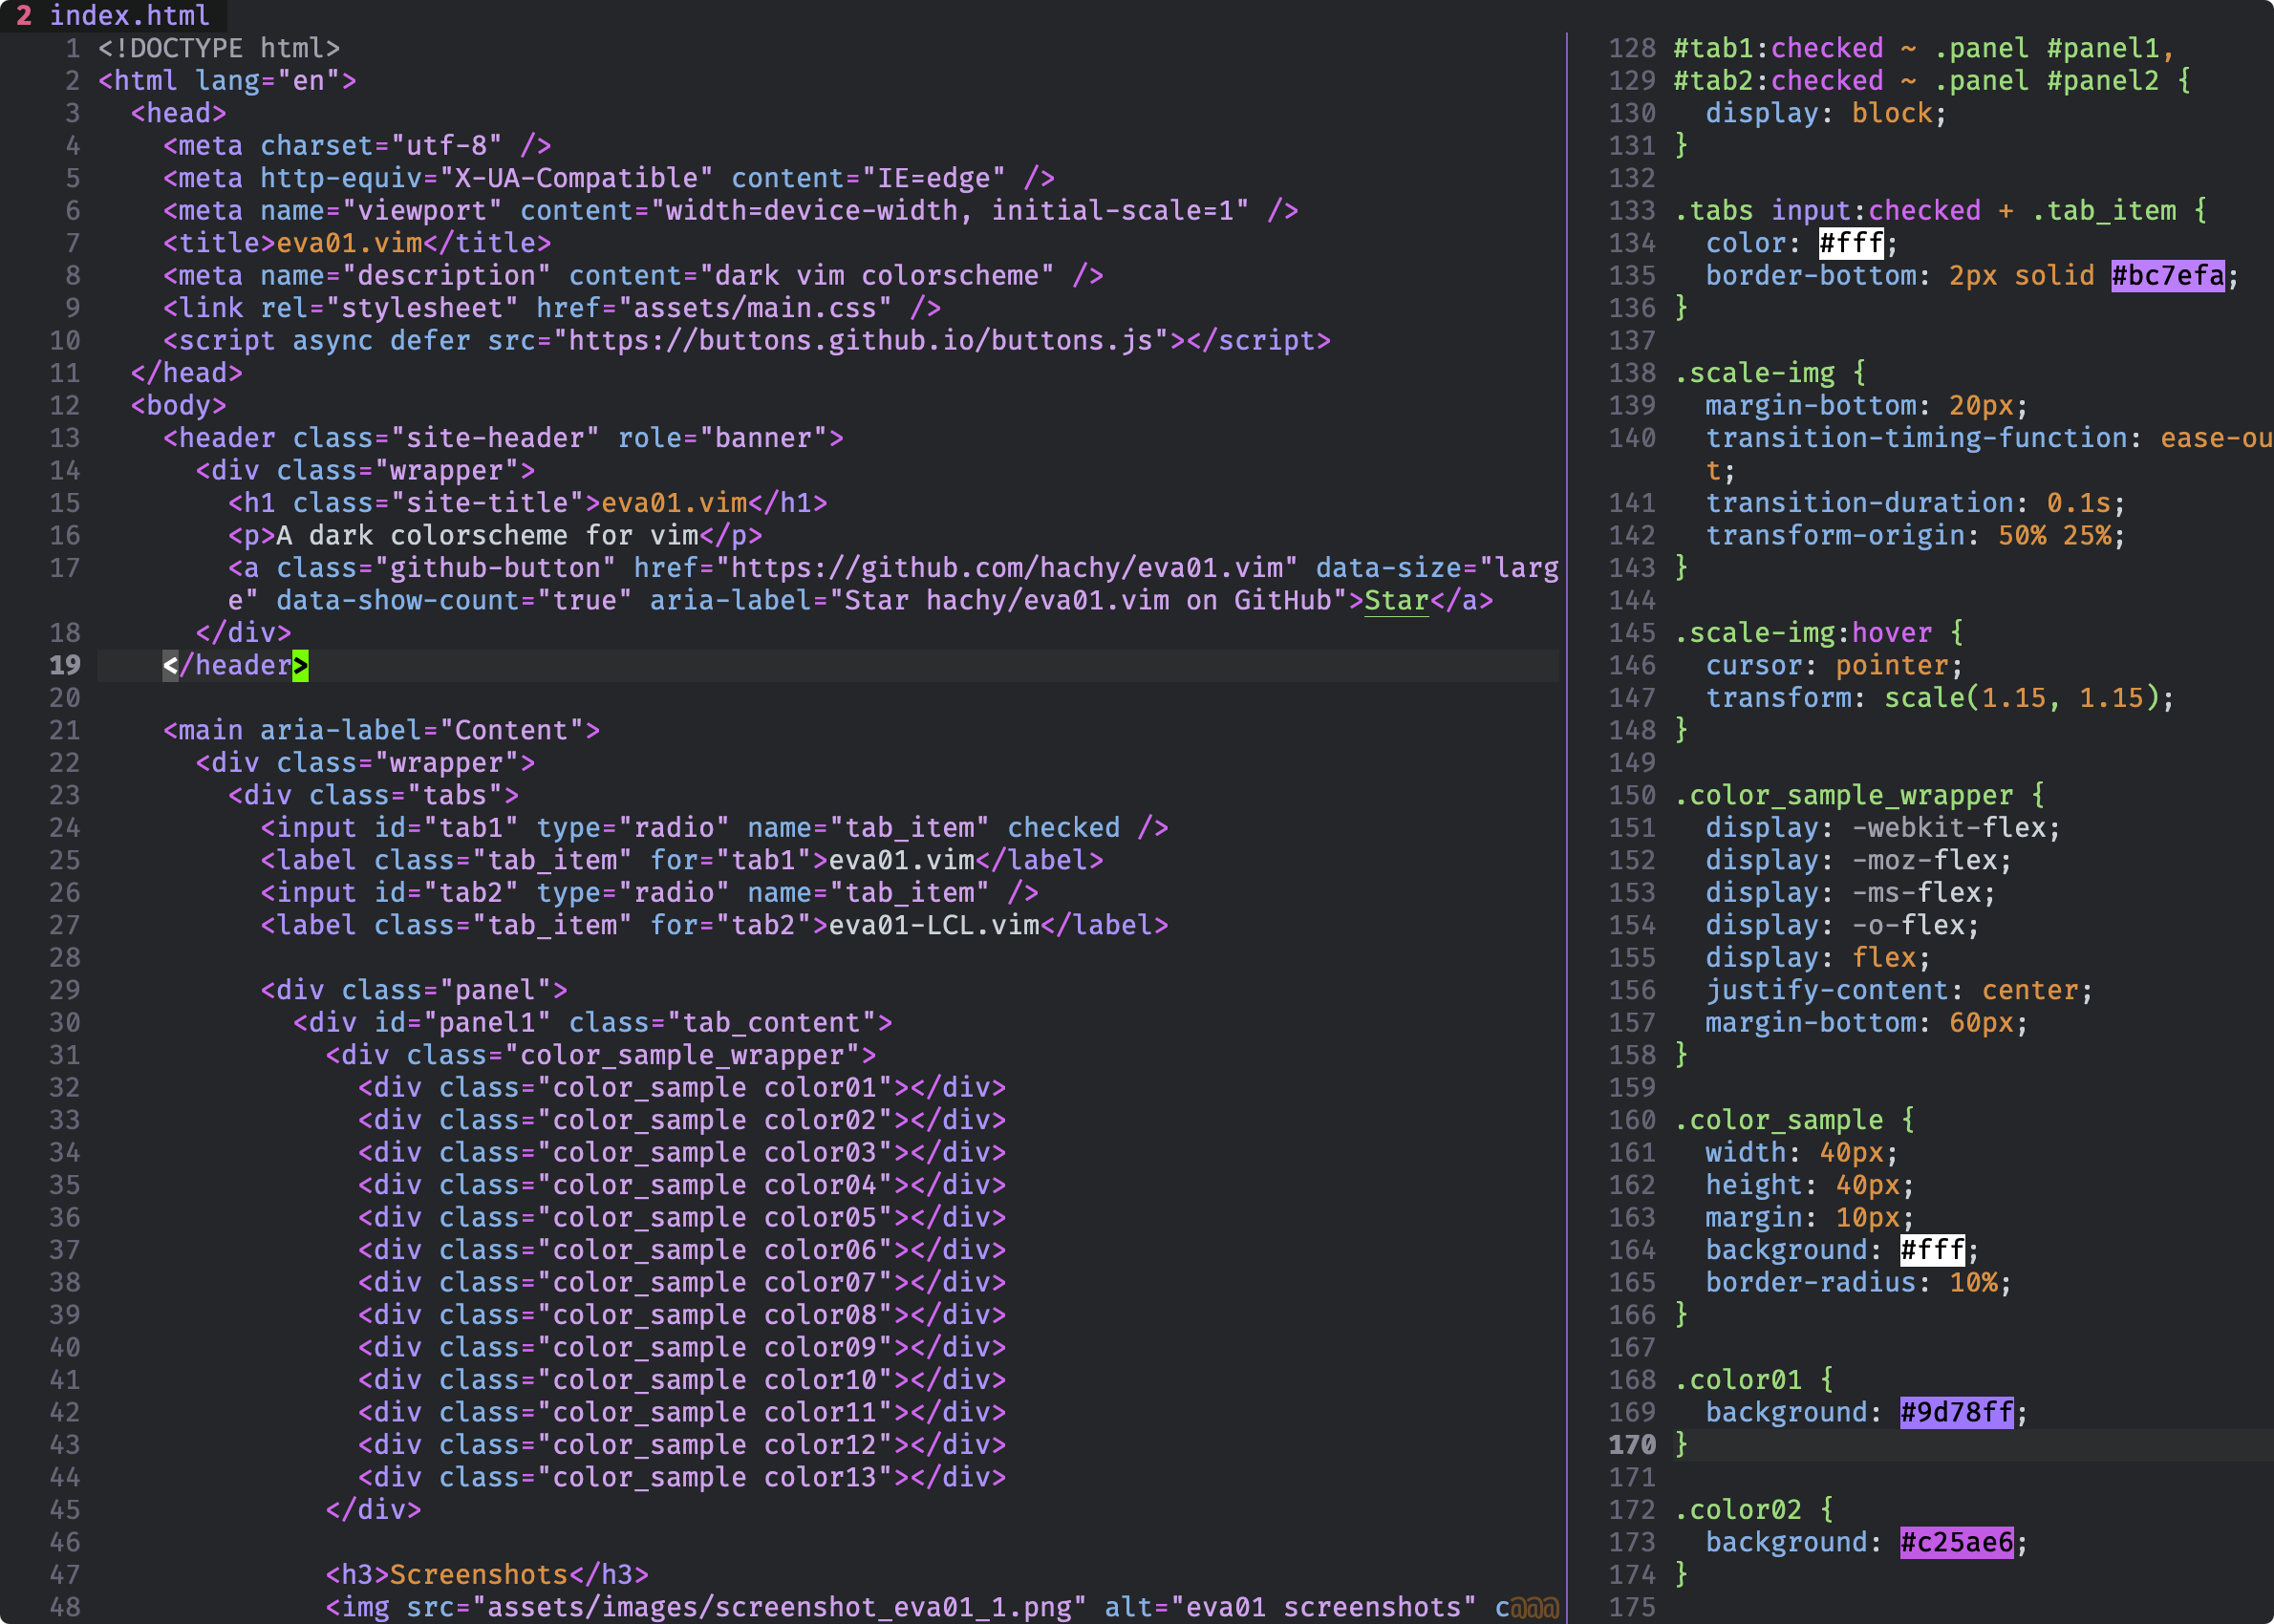 2 index.html
1 <!DOCTYPE html>
2 <html lang="en">
3   <head>
4     <meta charset="utf-8" />
5     <meta http-equiv="X-UA-Compatible" content="IE=edge" />
6     <meta name="viewport" content="width=device-width, initial-scale=1" />
7     <title>eva01.vim</title>
8     <meta name="description" content="dark vim colorscheme" />
9     <link rel="stylesheet" href="assets/main.css" />
10     <script async defer src="https://buttons.github.io/buttons.js"></script>
11   </head>
12   <body>
13     <header class="site-header" role="banner">
14       <div class="wrapper">
15         <h1 class="site-title">eva01.vim</h1>
16         <p>A dark colorscheme for vim</p>
17         <a class="github-button" href="https://github.com/hachy/eva01.vim" data-size="larg
e" data-show-count="true" aria-label="Star hachy/eva01.vim on GitHub">Star</a>
18       </div>
19     </header>
20
21     <main aria-label="Content">
22       <div class="wrapper">
23         <div class="tabs">
24           <input id="tab1" type="radio" name="tab_item" checked />
25           <label class="tab_item" for="tab1">eva01.vim</label>
26           <input id="tab2" type="radio" name="tab_item" />
27           <label class="tab_item" for="tab2">eva01-LCL.vim</label>
28
29           <div class="panel">
30             <div id="panel1" class="tab_content">
31               <div class="color_sample_wrapper">
32                 <div class="color_sample color01"></div>
33                 <div class="color_sample color02"></div>
34                 <div class="color_sample color03"></div>
35                 <div class="color_sample color04"></div>
36                 <div class="color_sample color05"></div>
37                 <div class="color_sample color06"></div>
38                 <div class="color_sample color07"></div>
39                 <div class="color_sample color08"></div>
40                 <div class="color_sample color09"></div>
41                 <div class="color_sample color10"></div>
42                 <div class="color_sample color11"></div>
43                 <div class="color_sample color12"></div>
44                 <div class="color_sample color13"></div>
45               </div>
46
47               <h3>Screenshots</h3>
48               <img src="assets/images/screenshot_eva01_1.png" alt="eva01 screenshots" c@@@
128 #tab1:checked ~ .panel #panel1,
129 #tab2:checked ~ .panel #panel2 {
130   display: block;
131 }
132
133 .tabs input:checked + .tab_item {
134   color: #fff;
135   border-bottom: 2px solid #bc7efa;
136 }
137
138 .scale-img {
139   margin-bottom: 20px;
140   transition-timing-function: ease-ou
t;
141   transition-duration: 0.1s;
142   transform-origin: 50% 25%;
143 }
144
145 .scale-img:hover {
146   cursor: pointer;
147   transform: scale(1.15, 1.15);
148 }
149
150 .color_sample_wrapper {
151   display: -webkit-flex;
152   display: -moz-flex;
153   display: -ms-flex;
154   display: -o-flex;
155   display: flex;
156   justify-content: center;
157   margin-bottom: 60px;
158 }
159
160 .color_sample {
161   width: 40px;
162   height: 40px;
163   margin: 10px;
164   background: #fff;
165   border-radius: 10%;
166 }
167
168 .color01 {
169   background: #9d78ff;
170 }
171
172 .color02 {
173   background: #c25ae6;
174 }
175